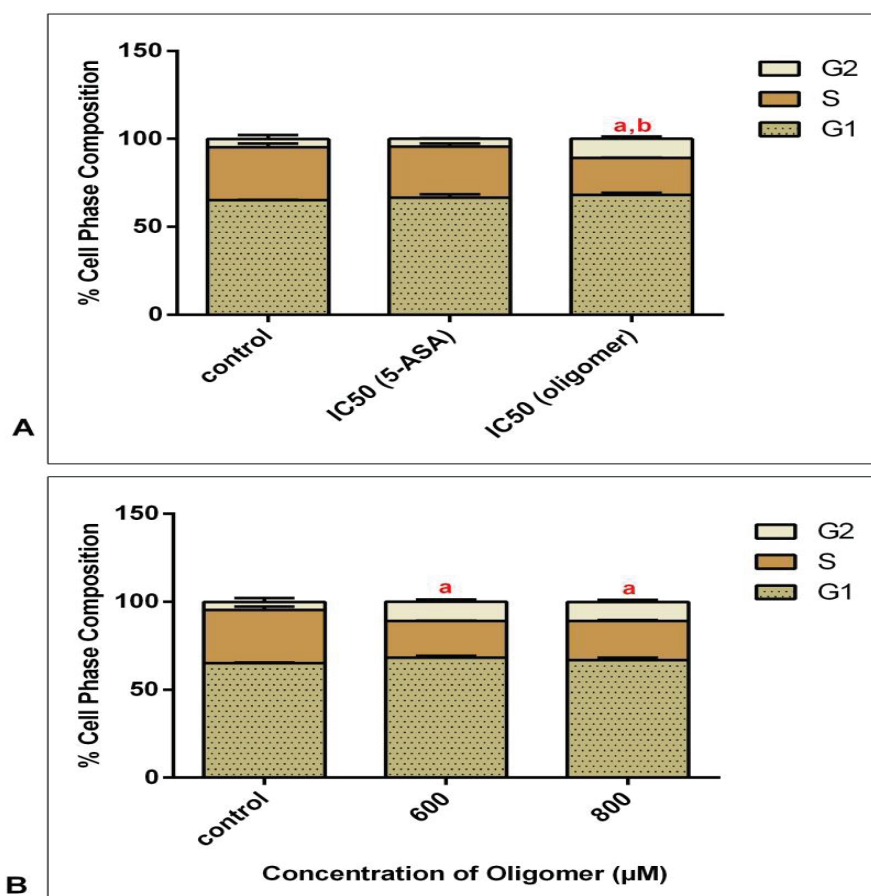 150
100
50
0
% Cell Phase Composition
a,b
G2
S
G1
control
IC50 (5-ASA)
IC50 (oligomer)
A
150
100
50
0
% Cell Phase Composition
a
a
G2
S
G1
control
600
800
Concentration of Oligomer (µM)
B